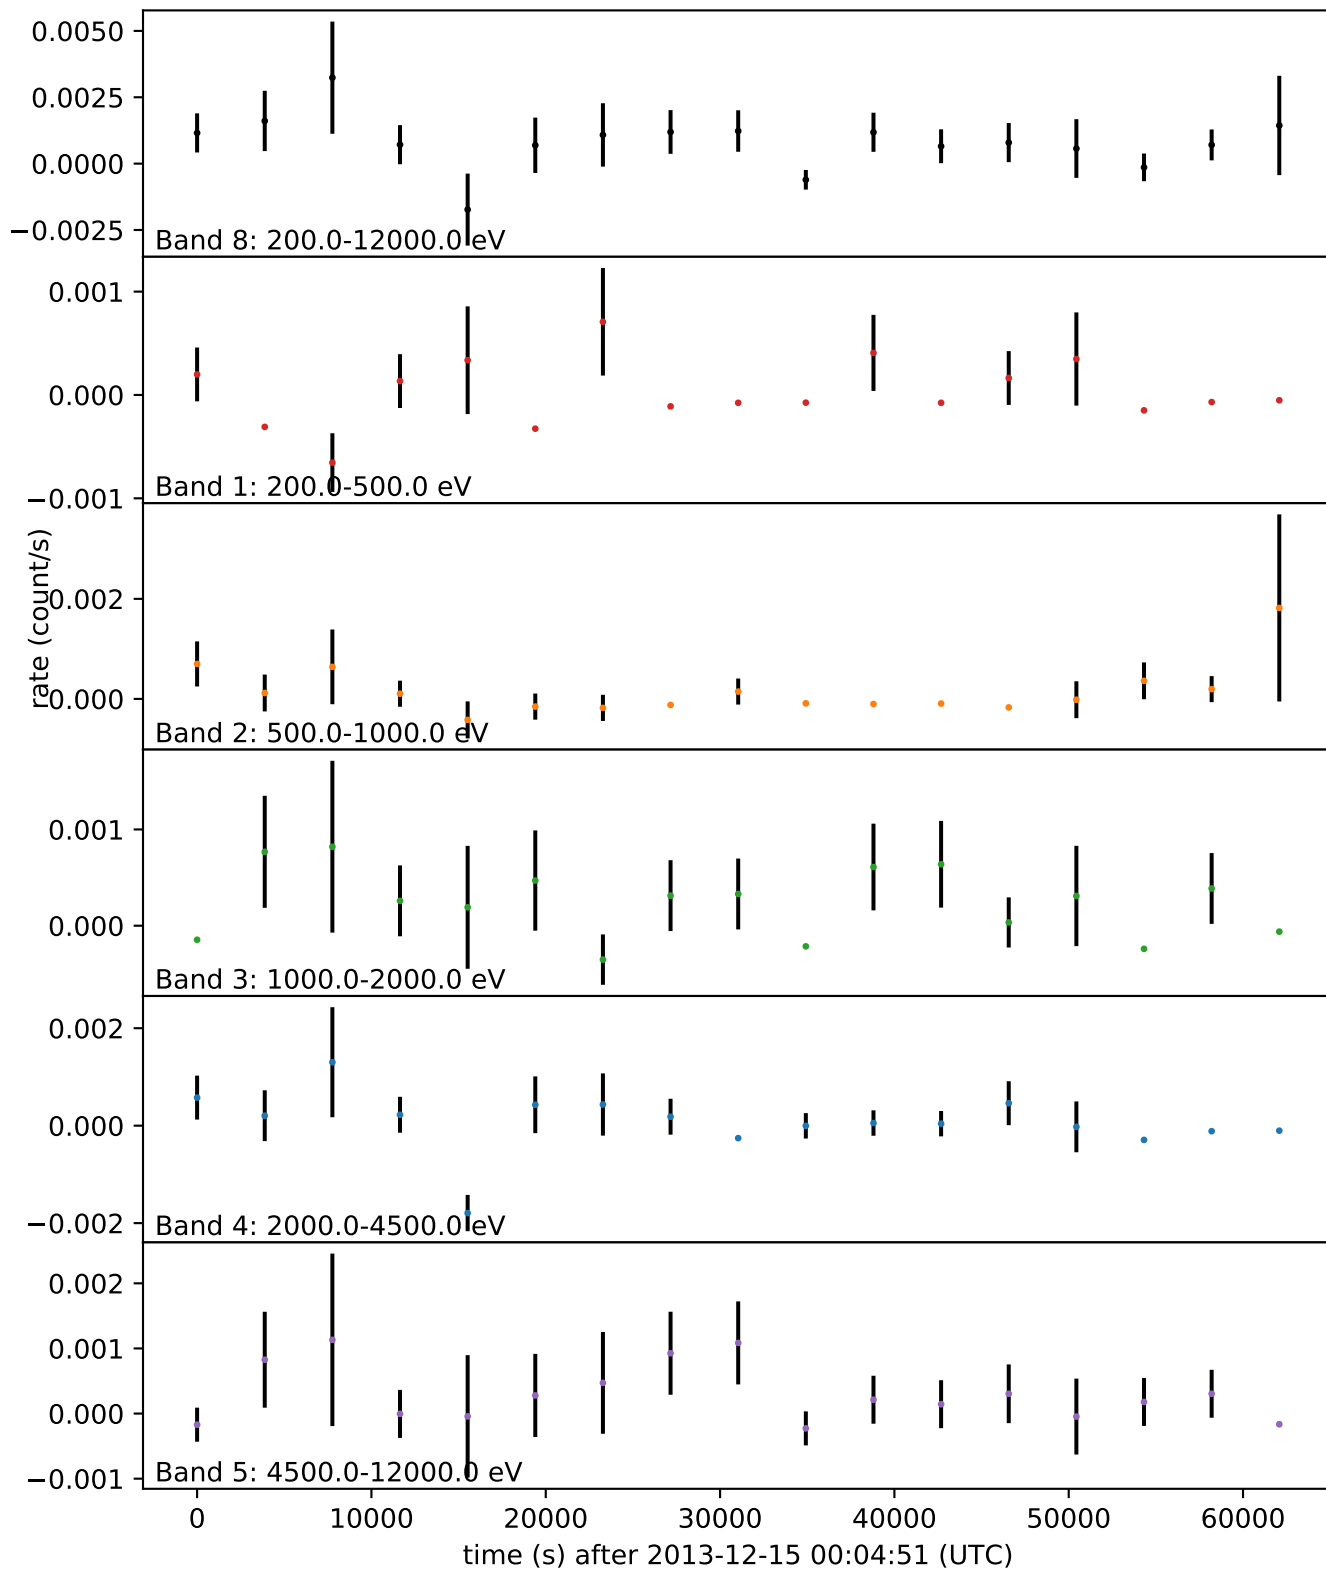 0.0050
0.0025
0.0000
−0.0025
Band 8: 200.0-12000.0 eV
0.001
0.000
−0.001
Band 1: 200.0-500.0 eV
rate (count/s)
0.002
0.000
Band 2: 500.0-1000.0 eV
0.001
0.000
Band 3: 1000.0-2000.0 eV
0.002
0.000
−0.002
Band 4: 2000.0-4500.0 eV
0.002
0.001
0.000
−0.001
Band 5: 4500.0-12000.0 eV
0 10000 20000 30000 40000 50000 60000
time (s) after 2013-12-15 00:04:51 (UTC)